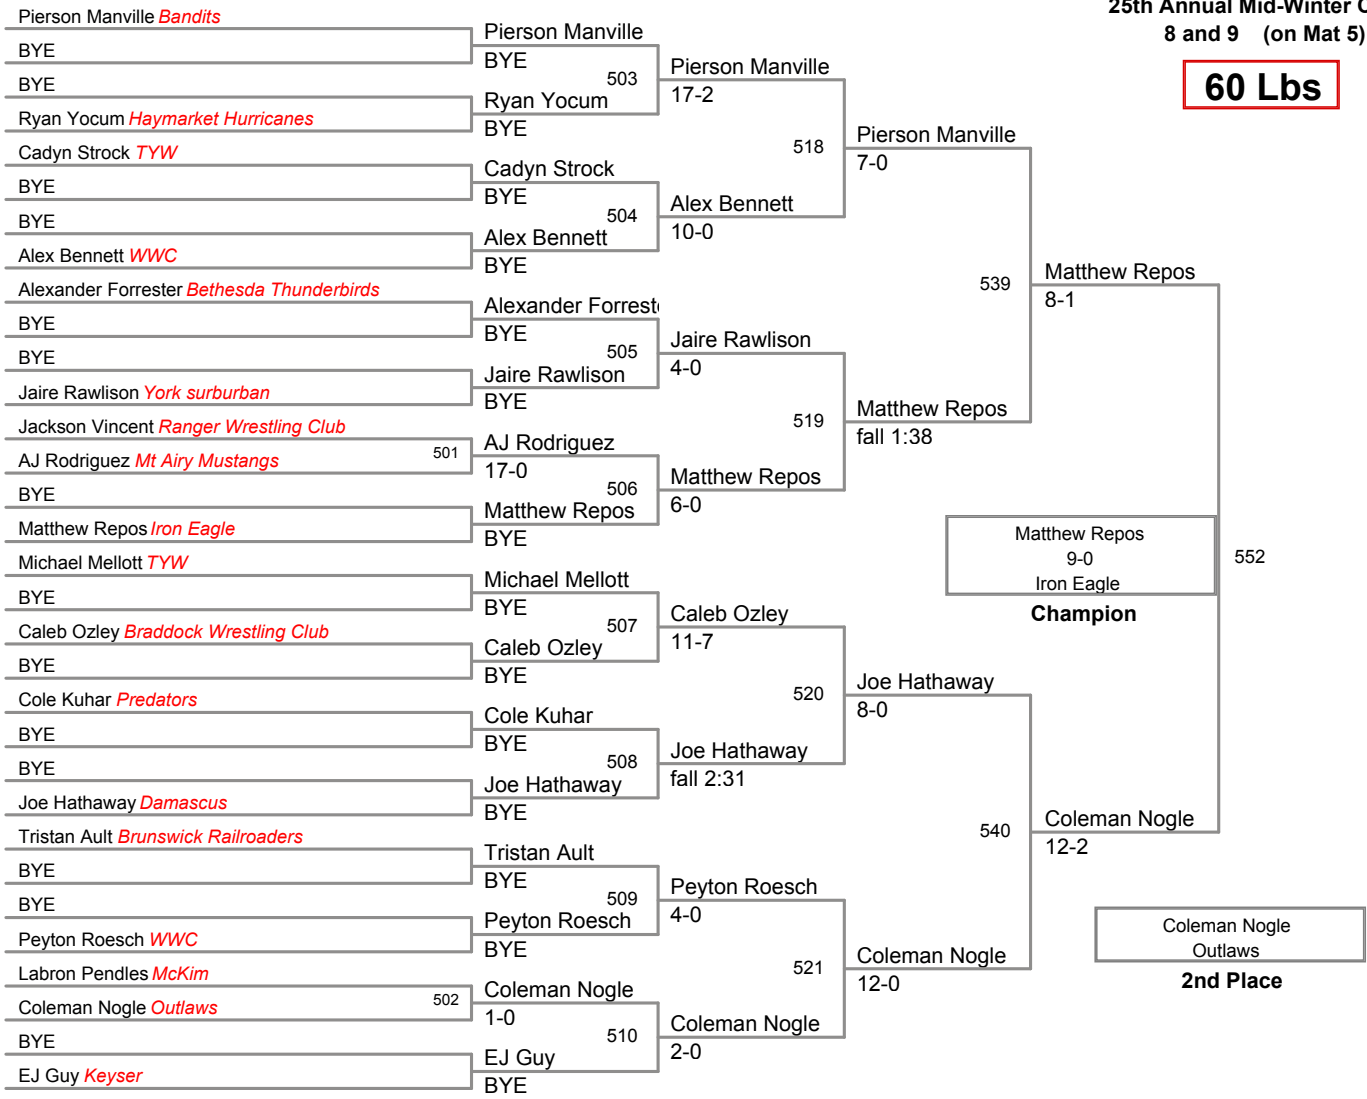 25th Annual Mid-Winter
8 and 9 (on Mat 5)
60 Lbs
Pierson Manville Bandits
BYE
BYE
Ryan Yocum Haymarket Hurricanes
Cadyn Strock TYW
BYE
BYE
Alex Bennett WWC
Alexander Forrester Bethesda Thunderbirds
BYE
BYE
Jaire Rawlison York surburban
Jackson Vincent Ranger Wrestling Club
501
AJ Rodriguez Mt Airy Mustangs
BYE
Matthew Repos Iron Eagle
Michael Mellott TYW
BYE
Caleb Ozley Braddock Wrestling Club
BYE
Cole Kuhar Predators
BYE
BYE
Joe Hathaway Damascus
Tristan Ault Brunswick Railroaders
BYE
BYE
Peyton Roesch WWC
Labron Pendles McKim
502
Coleman Nogle Outlaws
BYE
EJ Guy Keyser
Pierson Manville
BYE
503
Ryan Yocum
BYE
Cadyn Strock
BYE
504
Alex Bennett
BYE
Alexander Forrest
BYE
505
Jaire Rawlison
BYE
AJ Rodriguez
17-0
506
Matthew Repos
BYE
Michael Mellott
BYE
507
Caleb Ozley
BYE
Cole Kuhar
BYE
508
Joe Hathaway
BYE
Tristan Ault
BYE
509
Peyton Roesch
BYE
Coleman Nogle
1-0
510
EJ Guy
BYE
Pierson Manville
17-2
518
Alex Bennett
10-0
Jaire Rawlison
4-0
519
Matthew Repos
6-0
Caleb Ozley
11-7
520
Joe Hathaway
fall 2:31
Peyton Roesch
4-0
521
Coleman Nogle
2-0
Pierson Manville
7-0
539
Matthew Repos
fall 1:38
Joe Hathaway
8-0
540
Coleman Nogle
12-0
Matthew Repos
8-1
552
Coleman Nogle
12-2
Matthew Repos
9-0
Iron Eagle
Champion
Coleman Nogle
Outlaws
2nd Place